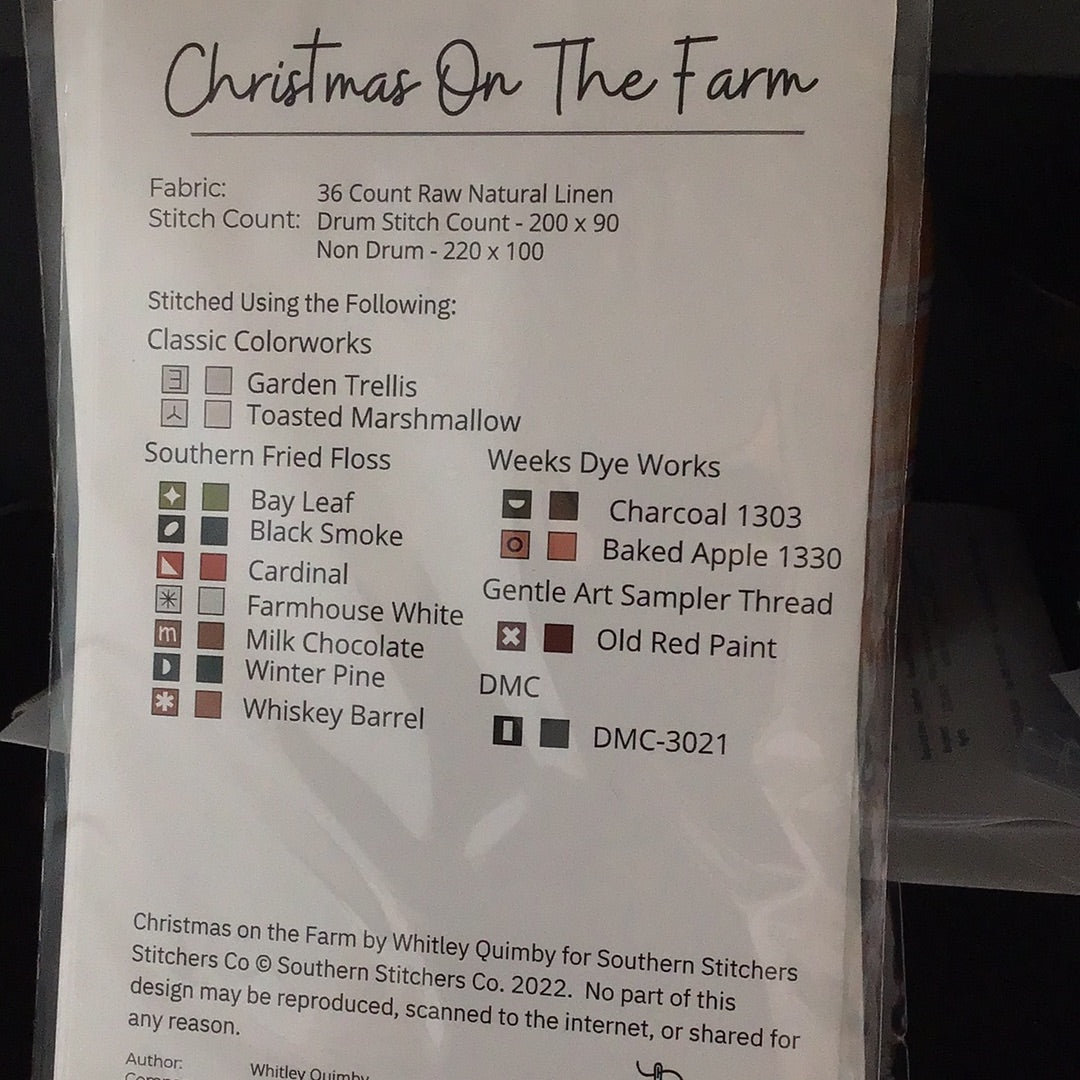 Christmas On The Farm
Fabric: 36 Count Raw Natural Linen
Stitch Count: Drum Stitch Count - 200 x 90
Non Drum - 220 x 100
Stitched Using the Following:
Classic Colorworks
Garden Trellis
Toasted Marshmallow
Southern Fried Floss
Bay Leaf
Black Smoke
Cardinal
Farmhouse White
m Milk Chocolate
Winter Pine
Whiskey Barrel
Weeks Dye Works
Charcoal 1303
Baked Apple 1330
Gentle Art Sampler Thread
Old Red Paint
DMC
DMC-3021
Christmas on the Farm by Whitley Quimby for Southern Stitchers
Stitchers Co © Southern Stitchers Co. 2022. No part of this
design may be reproduced, scanned to the internet, or shared for
any reason.
Author: Whitley Quimby